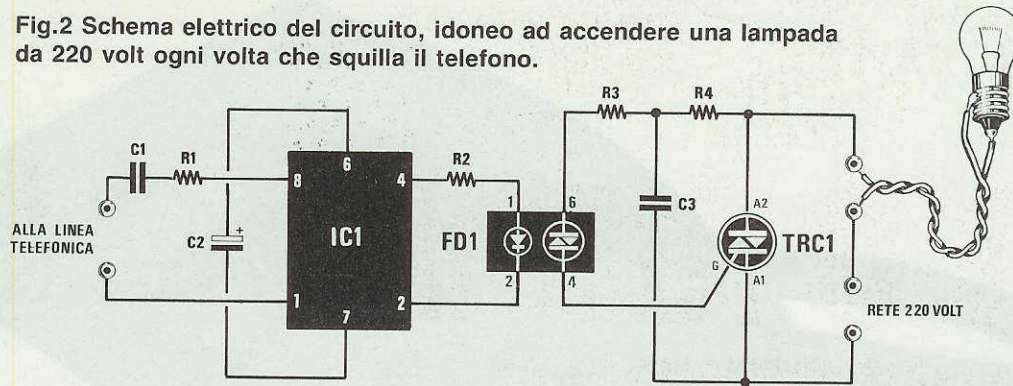 Fig.2 Schema elettrico del circuito, idoneo ad accendere una lampada
da 220 volt ogni volta che squilla il telefono.
R3
R4
C1
R1
6
8
4
R2
1
6
A2
ALLA LINEA
TELEFONICA
C2
+
IC1
FD1
C3
TRC1
G
A1
1
2
2
4
7
RETE 220 VOLT